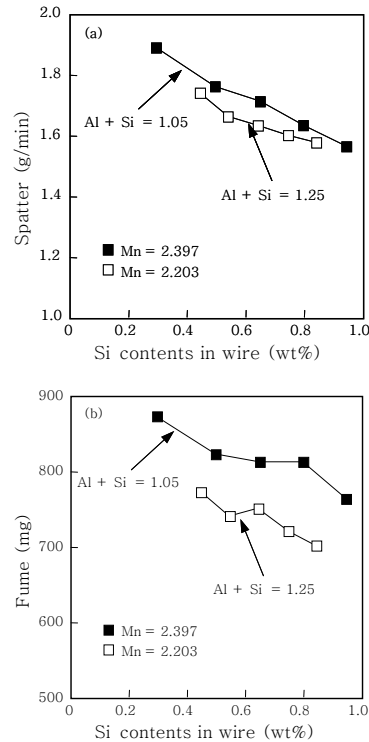 2.0
(a)
1.8
Al + Si = 1.05
1.6
Spatter (g/min)
1.4
Al + Si = 1.25
1.2
Mn = 2.397
Mn = 2.203
1.0
0 0.2 0.4 0.6 0.8 1.0
Si contents in wire (wt%)
900
(b)
800
Al + Si = 1.05
Fume (mg)
700
Al + Si = 1.25
600
Mn = 2.397
Mn = 2.203
500
0 0.2 0.4 0.6 0.8 1.0
Si contents in wire (wt%)